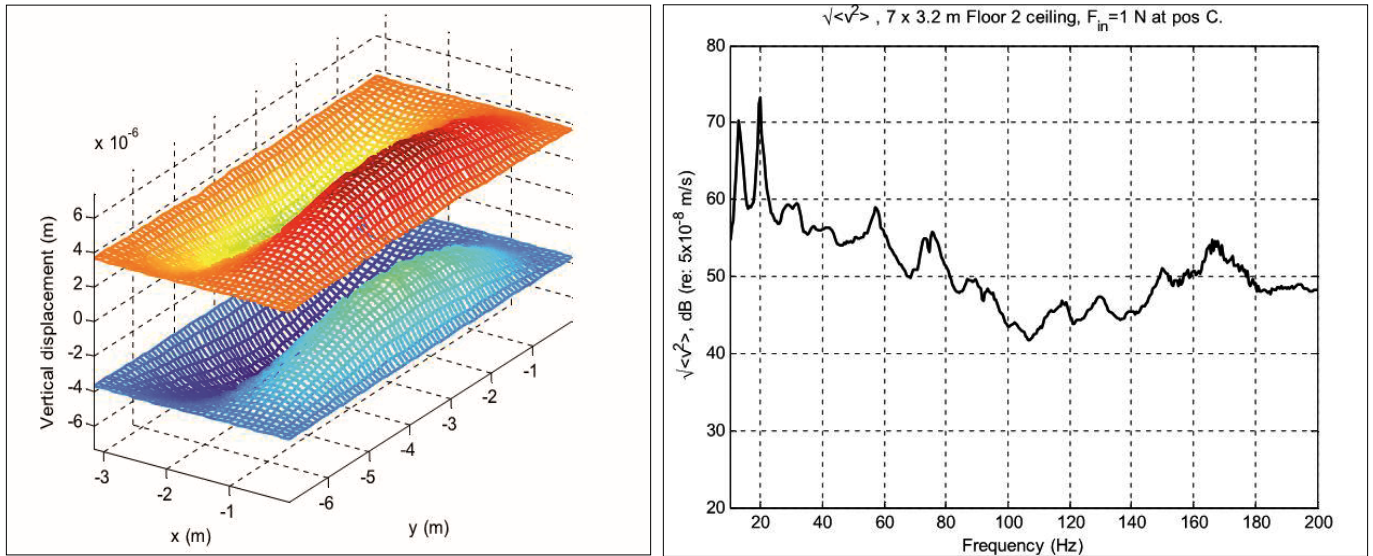 x 10⁻⁶
Vertical displacement (m)
6
4
2
0
-2
-4
-6
-3
-2
-1
x (m)
-6
-5
-4
-3
-2
-1
y (m)
√<v²> , 7 x 3.2 m Floor 2 ceiling, F_in=1 N at pos C.
√<v²>, dB (re: 5x10⁻⁸ m/s)
80
70
60
50
40
30
20
20 40 60 80 100 120 140 160 180 200
Frequency (Hz)